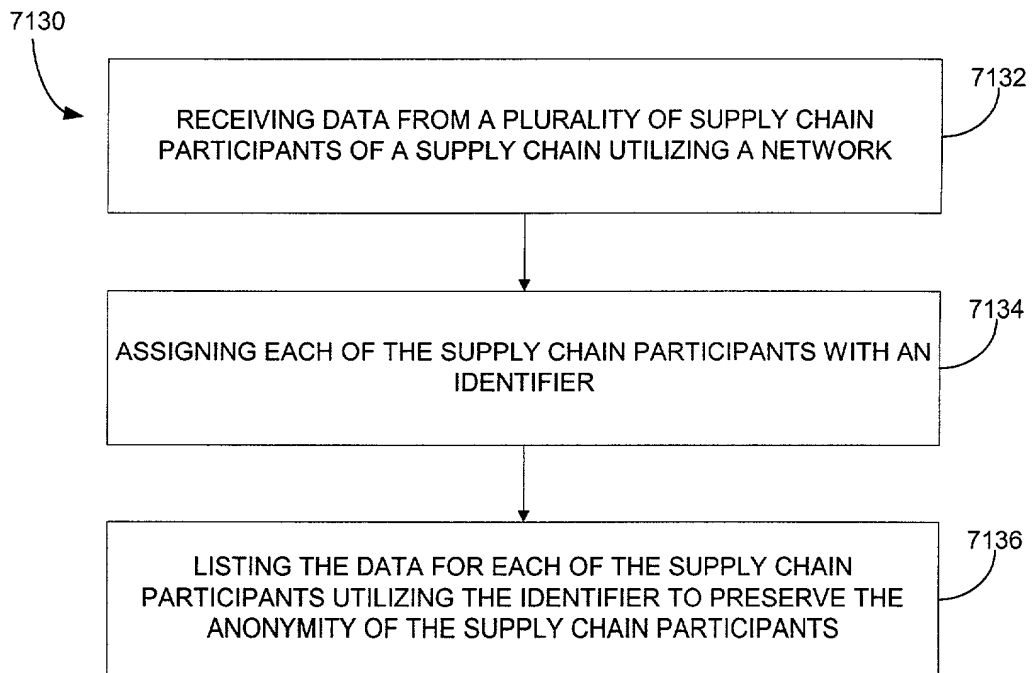 7130
7132
RECEIVING DATA FROM A PLURALITY OF SUPPLY CHAIN
PARTICIPANTS OF A SUPPLY CHAIN UTILIZING A NETWORK
7134
ASSIGNING EACH OF THE SUPPLY CHAIN PARTICIPANTS WITH AN
IDENTIFIER
7136
LISTING THE DATA FOR EACH OF THE SUPPLY CHAIN
PARTICIPANTS UTILIZING THE IDENTIFIER TO PRESERVE THE
ANONYMITY OF THE SUPPLY CHAIN PARTICIPANTS